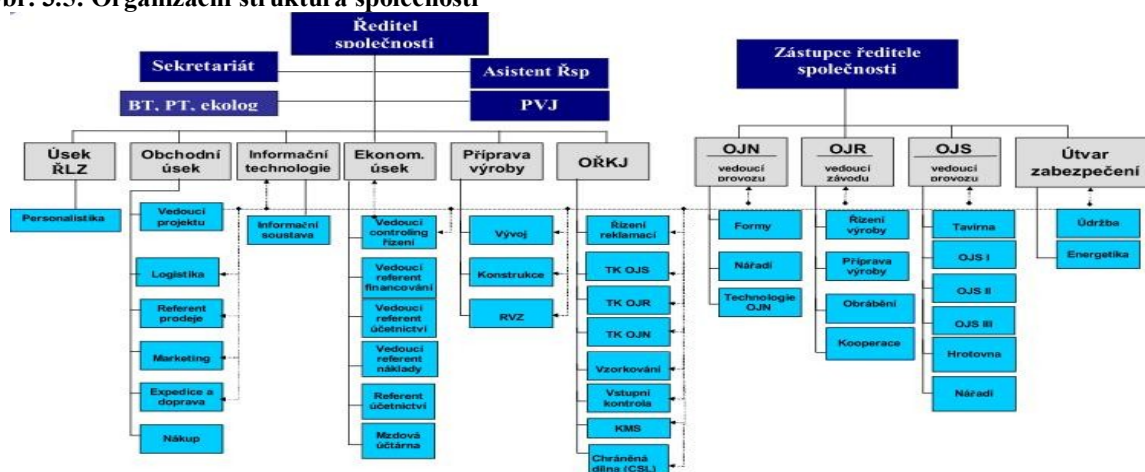 br. 3.3: Organizační struktura společnosti
Ředitel
společnosti
Zástupce ředitele
společnosti
Sekretariát
Asistent Řsp
BT, PT, ekolog
PVJ
Úsek
ŘLZ
Obchodní
úsek
Informační
technologie
Ekonom.
úsek
Příprava
výroby
OŘKJ
OJN
vedoucí
provozu
OJR
vedoucí
závodu
OJS
vedoucí
provozu
Útvar
zabezpečení
Personalistika
Vedoucí
projektu
Logistika
Referent
prodeje
Marketing
Expedice a
doprava
Nákup
Informační
soustava
Vedoucí
controling
řízení
Vedoucí
referent
financování
Vedoucí
referent
účetnictví
Vedoucí
referent
náklady
Referent
účetnictví
Mzdová
účtárna
Vývoj
Konstrukce
RVZ
Řízení
reklamací
TK OJS
TK OJR
TK OJN
Vzorkování
Vstupní
kontrola
KMS
Chráněná
dílna (CSL)
Formy
Nářadí
Technologie
OJN
Řízení
výroby
Příprava
výroby
Obrábění
Kooperace
Tavírna
OJS I
OJS II
OJS III
Hrotovna
Nářadí
Údržba
Energetika